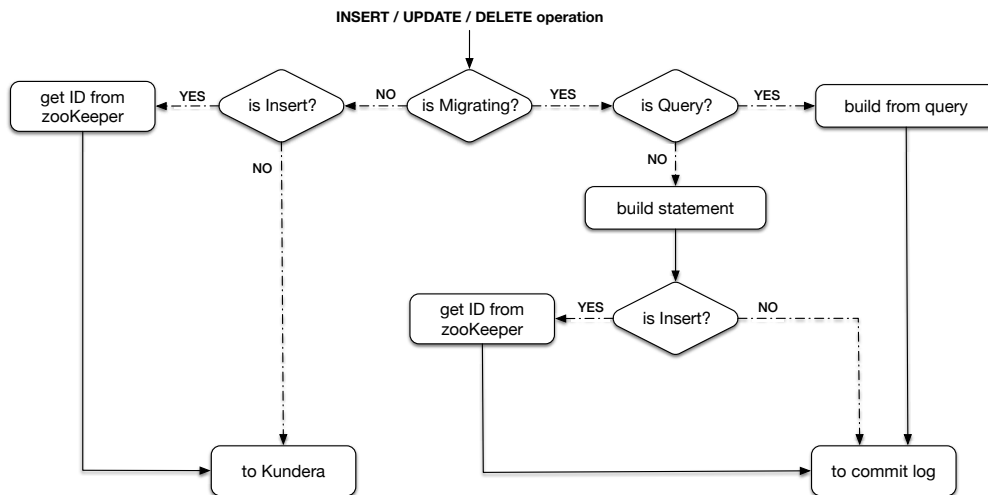 INSERT / UPDATE / DELETE operation
get ID from
zooKeeper
YES
is Insert?
NO
is Migrating?
YES
is Query?
YES
build from query
NO
NO
build statement
get ID from
zooKeeper
YES
is Insert?
NO
to Kundera
to commit log